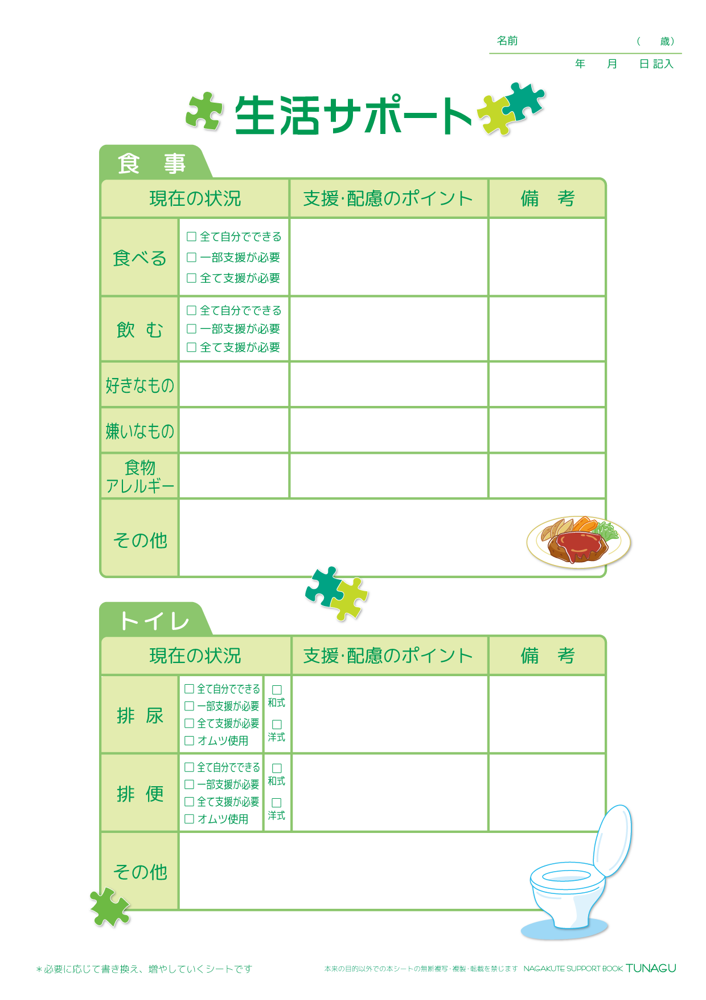 名前 （　歳）
年　月　日 記入
生活サポート
食　事
現在の状況　支援･配慮のポイント　備　考
食べる
□ 全て自分でできる
□ 一部支援が必要
□ 全て支援が必要
飲　む
□ 全て自分でできる
□ 一部支援が必要
□ 全て支援が必要
好きなもの
嫌いなもの
食物
アレルギー
その他
トイレ
現在の状況　支援･配慮のポイント　備　考
排　尿
□ 全て自分でできる
□ 一部支援が必要
□ 全て支援が必要
□ オムツ使用
□
和式
□
洋式
排　便
□ 全て自分でできる
□ 一部支援が必要
□ 全て支援が必要
□ オムツ使用
□
和式
□
洋式
その他
＊必要に応じて書き換え、増やしていくシートです
本来の目的以外での本シートの無断複写・複製・転載を禁じます NAGAKUTE SUPPORT BOOK TUNAGU